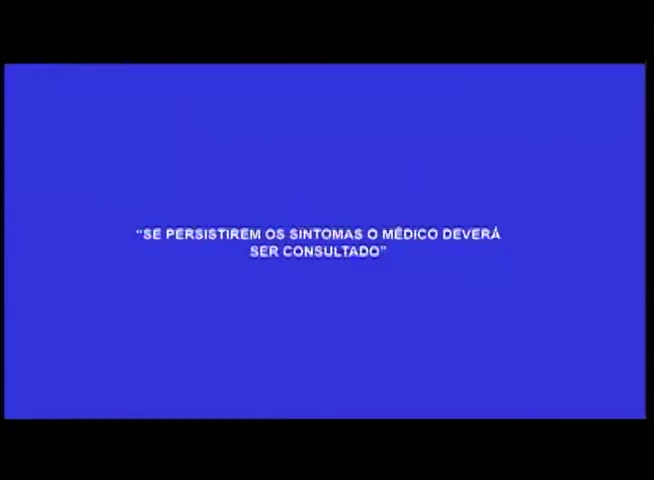 “SE PERSISTIREM OS SINTOMAS O MÉDICO DEVERÁ
SER CONSULTADO”